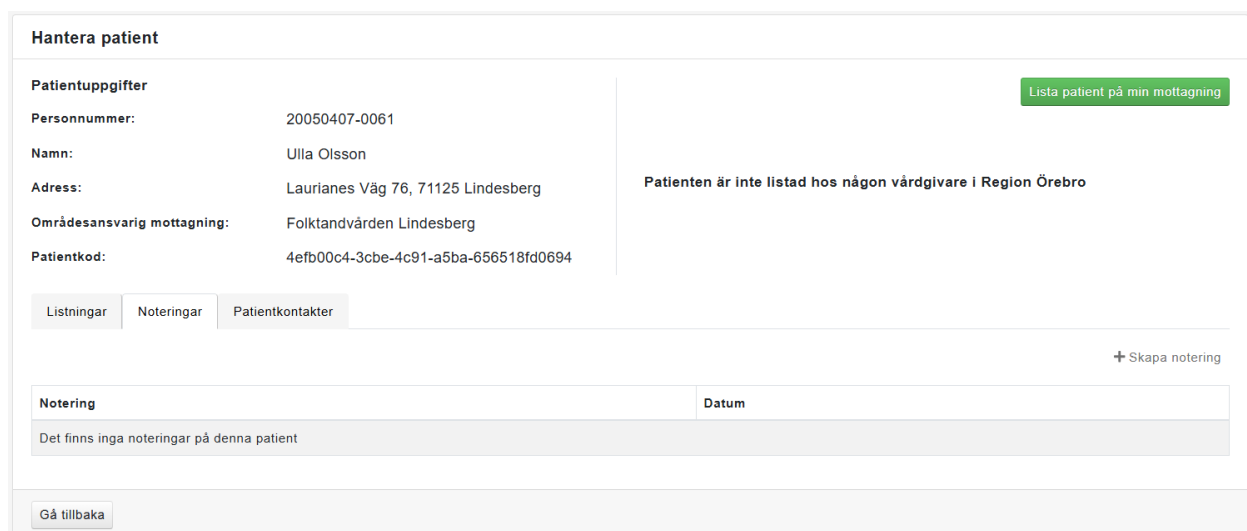 Hantera patient
Patientuppgifter
Lista patient på min mottagning
Personnummer: 20050407-0061
Namn: Ulla Olsson
Adress: Laurianes Väg 76, 71125 Lindesberg
Patienten är inte listad hos någon vårdgivare i Region Örebro
Områdesansvarig mottagning: Folktandvården Lindesberg
Patientkod: 4efb00c4-3cbe-4c91-a5ba-656518fd0694
Listningar Noteringar Patientkontakter
+ Skapa notering
Notering Datum
Det finns inga noteringar på denna patient
Gå tillbaka